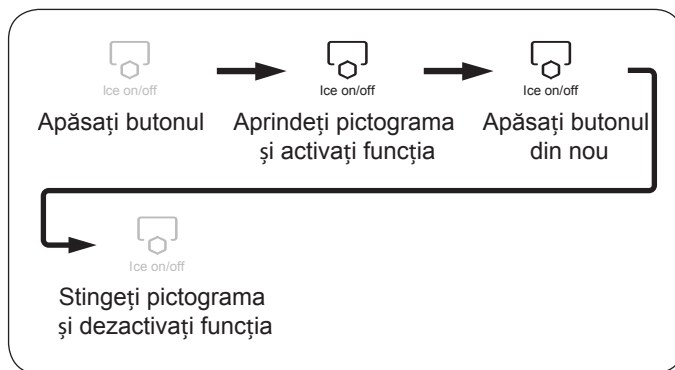 Ice on/off
Ice on/off
Ice on/off
Apăsați butonul
Aprindeți pictograma
și activați funcția
Apăsați butonul
din nou
Ice on/off
Stingeți pictograma
și dezactivați funcția